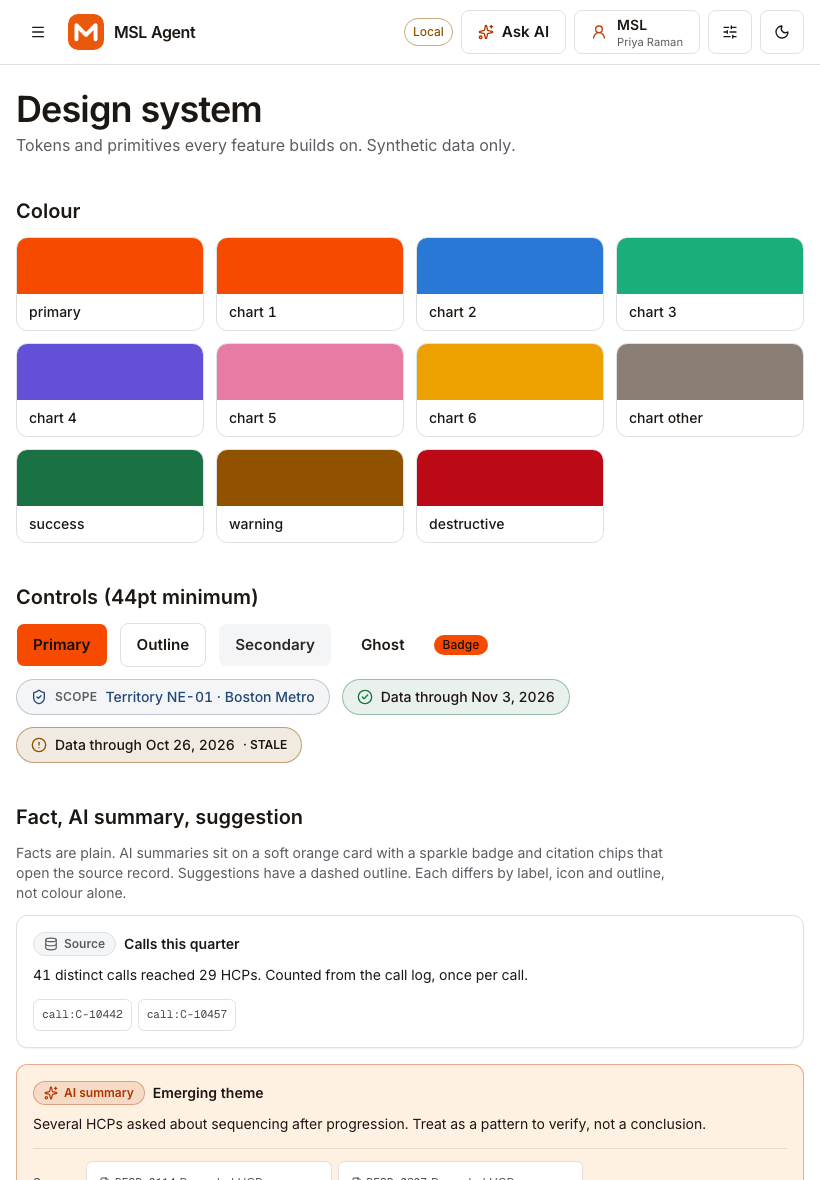 MSL Agent
Local
Ask AI
MSL
Priya Raman
Design system
Tokens and primitives every feature builds on. Synthetic data only.
Colour
primary
chart 1
chart 2
chart 3
chart 4
chart 5
chart 6
chart other
success
warning
destructive
Controls (44pt minimum)
Primary
Outline
Secondary
Ghost
Badge
SCOPE Territory NE-01 · Boston Metro
Data through Nov 3, 2026
Data through Oct 26, 2026 · STALE
Fact, AI summary, suggestion
Facts are plain. AI summaries sit on a soft orange card with a sparkle badge and citation chips that
open the source record. Suggestions have a dashed outline. Each differs by label, icon and outline,
not colour alone.
Source Calls this quarter
41 distinct calls reached 29 HCPs. Counted from the call log, once per call.
call:C-10442
call:C-10457
AI summary Emerging theme
Several HCPs asked about sequencing after progression. Treat as a pattern to verify, not a conclusion.